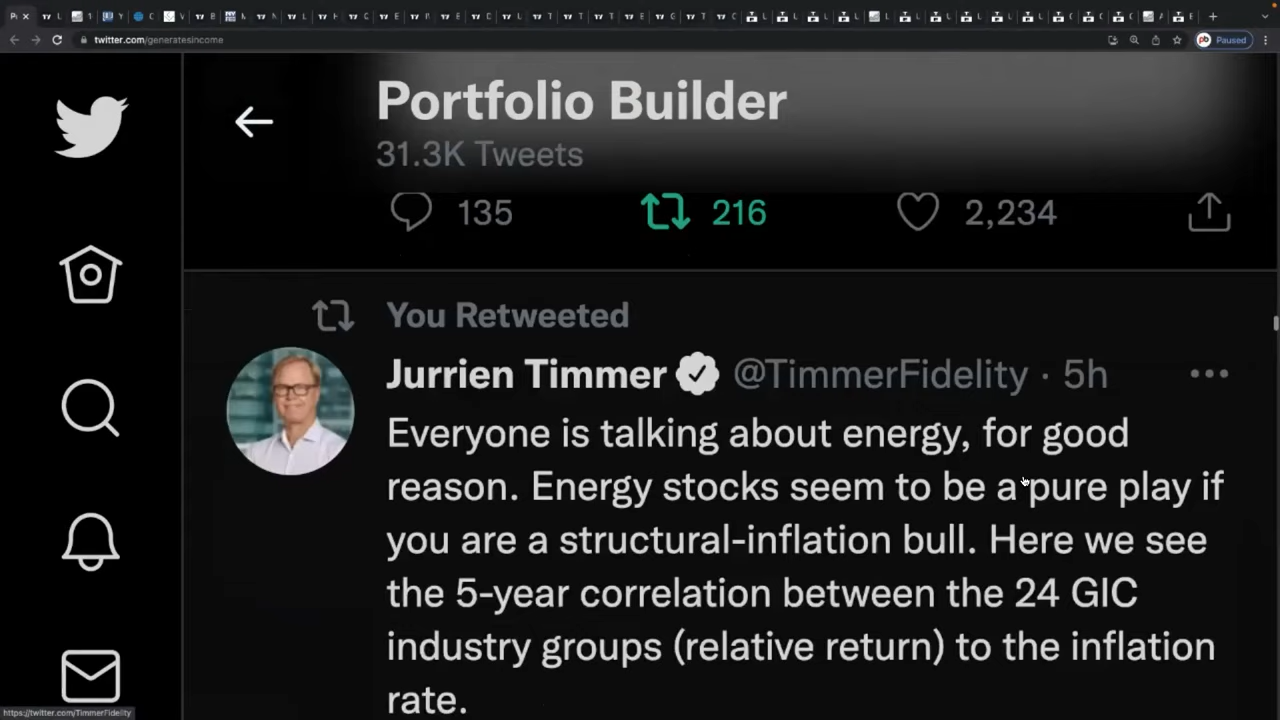 twitter.com/generatesincome
Paused
Portfolio Builder
31.3K Tweets
135 216 2,234
You Retweeted
Jurrien Timmer @TimmerFidelity · 5h
Everyone is talking about energy, for good
reason. Energy stocks seem to be a pure play if
you are a structural-inflation bull. Here we see
the 5-year correlation between the 24 GIC
industry groups (relative return) to the inflation
rate.
https://twitter.com/TimmerFidelity